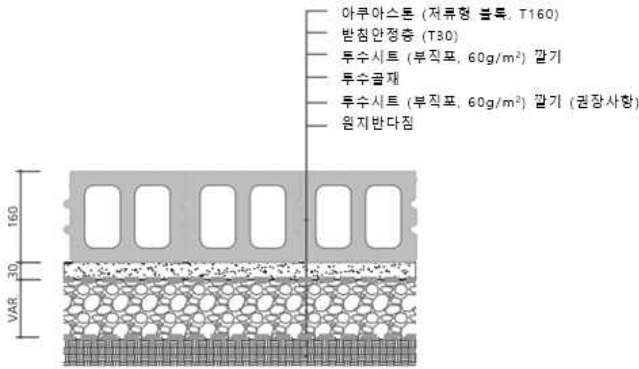 아쿠아스톤 (저류형 블록, T160)
받침안정층 (T30)
투수시트 (부직포, 60g/m²) 깔기
투수골재
투수시트 (부직포, 60g/m²) 깔기 (권장사항)
원지반다짐
160
30
VAR